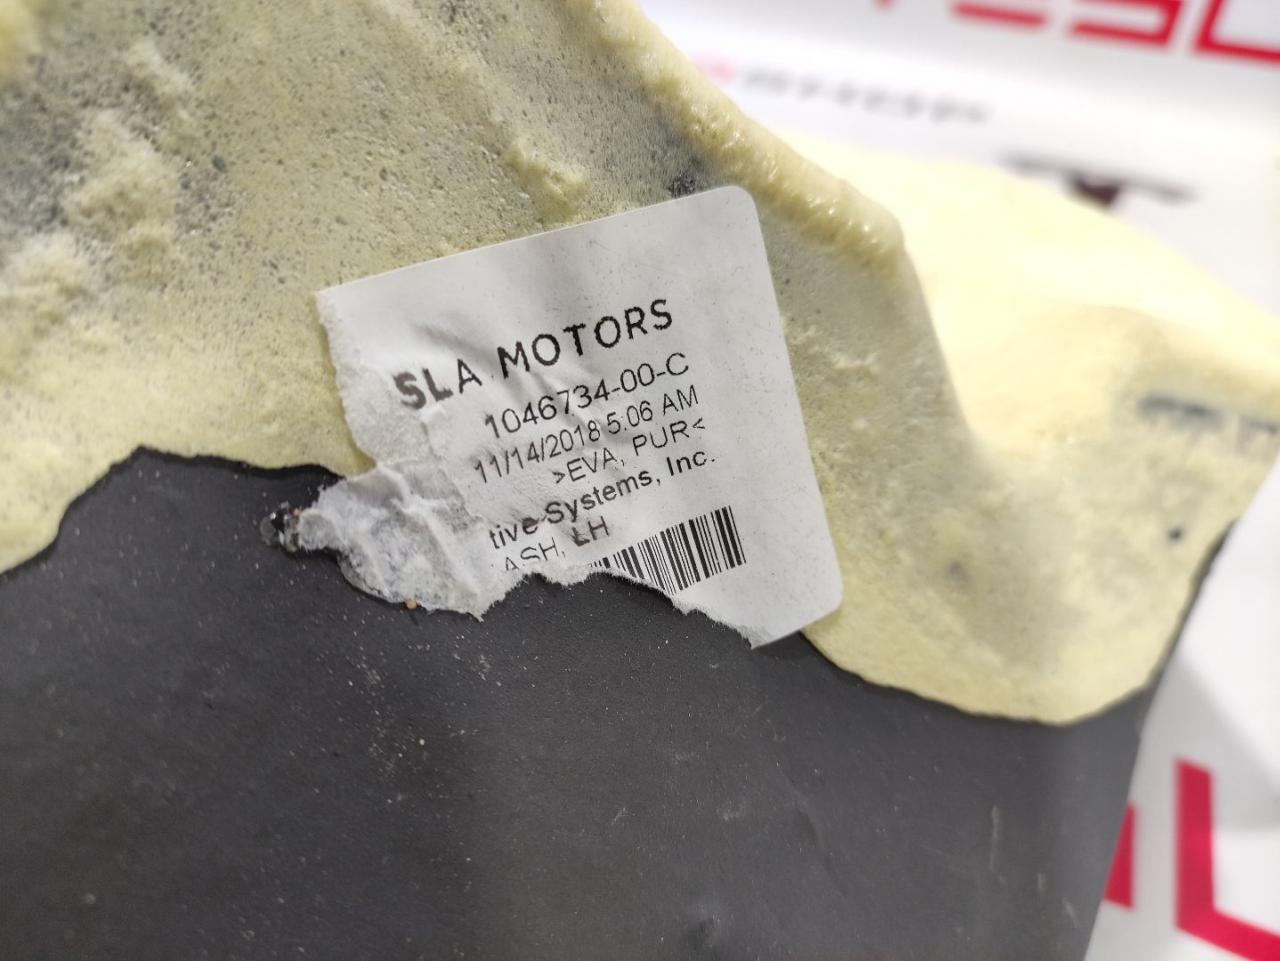 SLA MOTORS
1046734-00-C
11/14/2018 5:06 AM
>EVA, PUR<
tive Systems, Inc.
ASH, LH